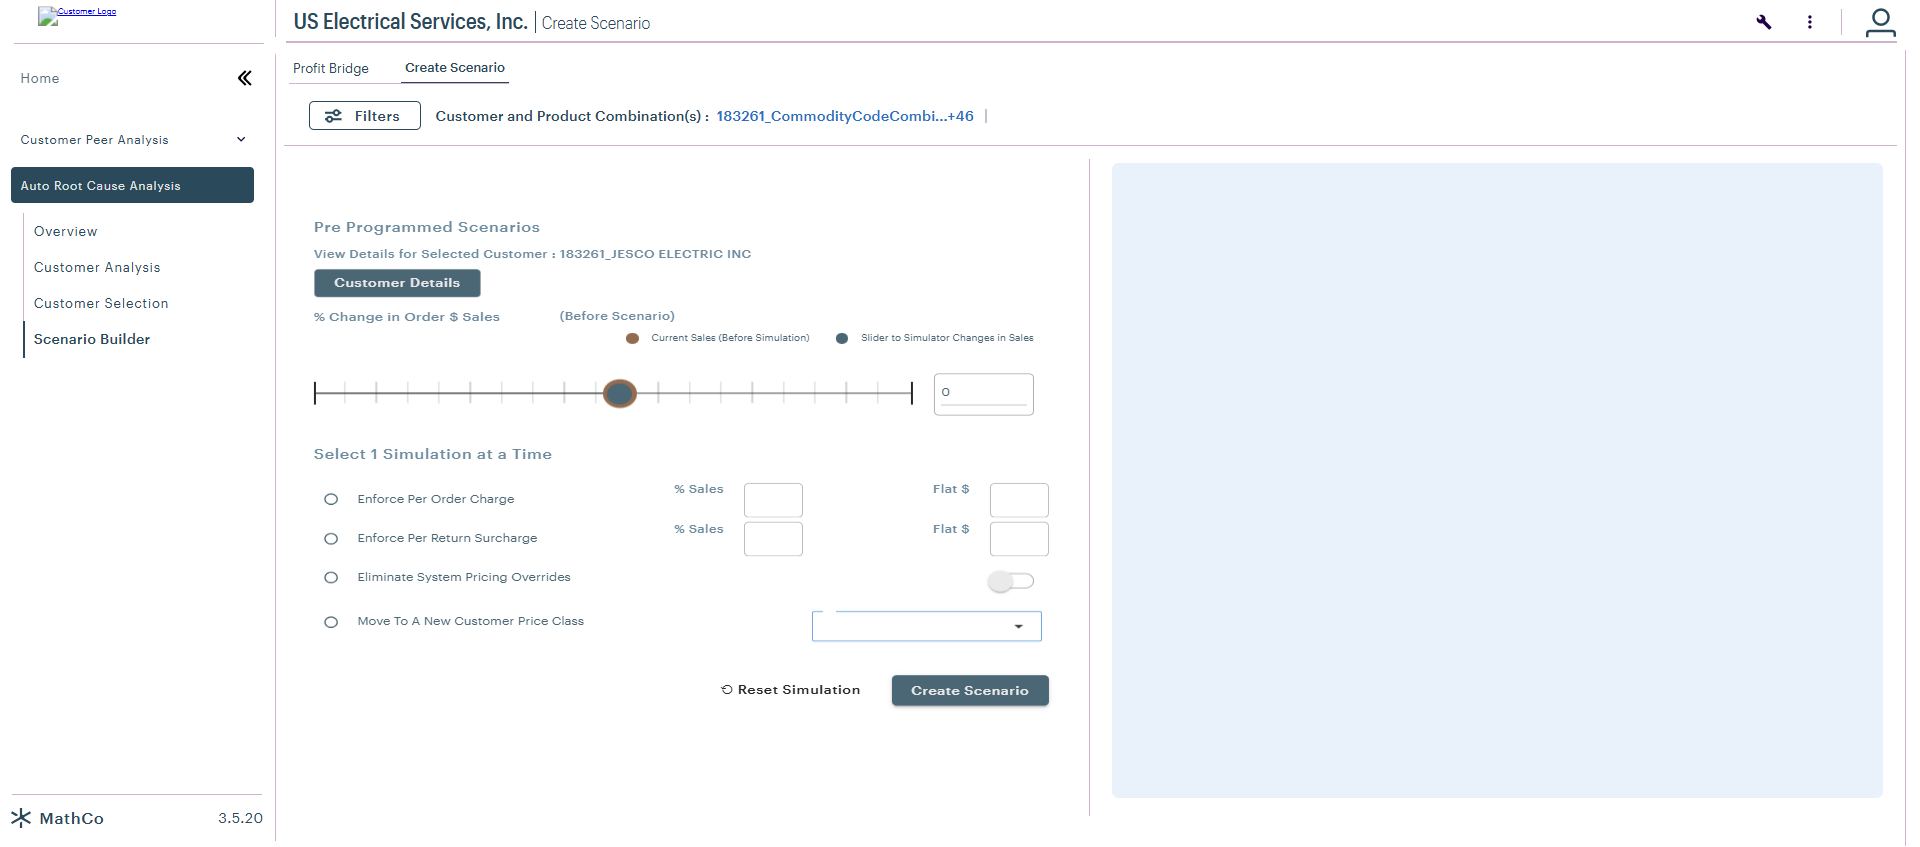 Customer Logo
US Electrical Services, Inc. | Create Scenario
Home
Customer Peer Analysis
Auto Root Cause Analysis
Overview
Customer Analysis
Customer Selection
Scenario Builder
MathCo 3.5.20
Profit Bridge Create Scenario
Filters Customer and Product Combination(s) : 183261_CommodityCodeCombi...+46 |
Pre Programmed Scenarios
View Details for Selected Customer : 183261_JESCO ELECTRIC INC
Customer Details
% Change in Order $ Sales (Before Scenario)
Current Sales (Before Simulation) Slider to Simulator Changes in Sales
0
Select 1 Simulation at a Time
Enforce Per Order Charge % Sales Flat $
Enforce Per Return Surcharge % Sales Flat $
Eliminate System Pricing Overrides
Move To A New Customer Price Class
Reset Simulation Create Scenario